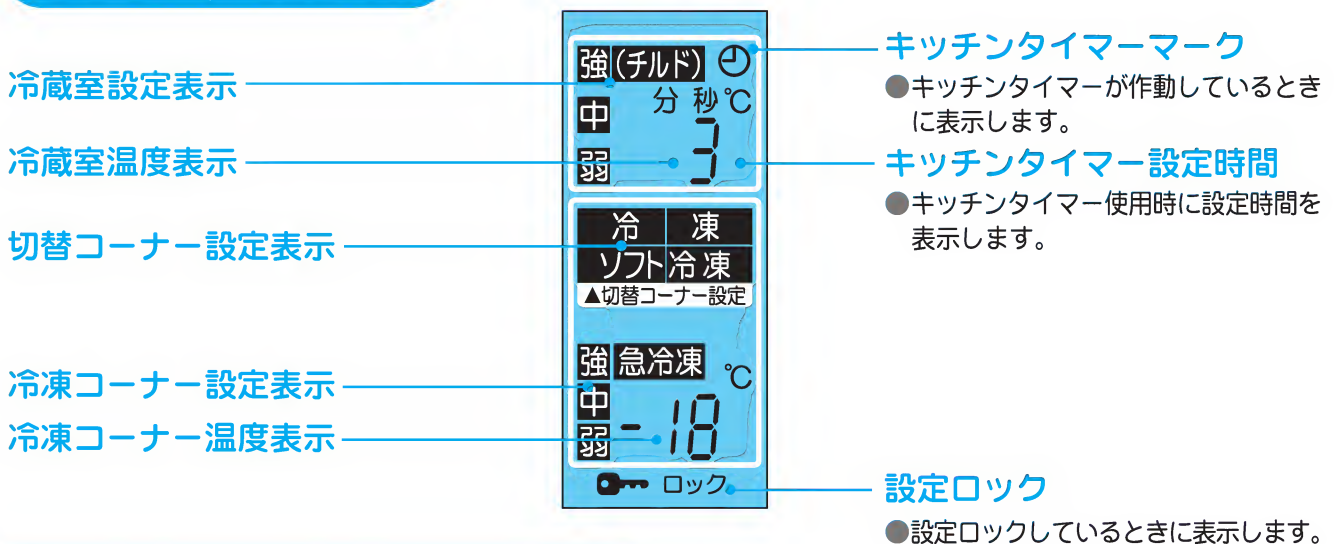 冷蔵室設定表示
冷蔵室温度表示
切替コーナー設定表示
冷凍コーナー設定表示
冷凍コーナー温度表示
強(チルド)
分 秒℃
中
3
弱
冷 凍
ソフト冷凍
▲切替コーナー設定
強 急冷凍
℃
中
-18
弱
ロック
キッチンタイマーマーク
●キッチンタイマーが作動しているとき
に表示します。
キッチンタイマー設定時間
●キッチンタイマー使用時に設定時間を
表示します。
設定ロック
●設定ロックしているときに表示します。